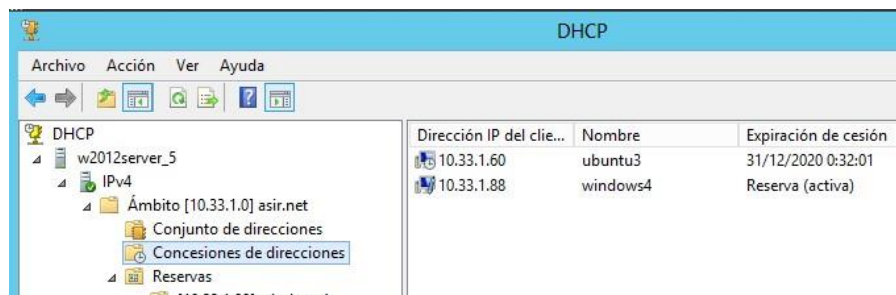 DHCP
Archivo Acción Ver Ayuda
DHCP
w2012server_5
IPv4
Ámbito [10.33.1.0] asir.net
Conjunto de direcciones
Concesiones de direcciones
Reservas
Dirección IP del clie... Nombre Expiración de cesión
10.33.1.60 ubuntu3 31/12/2020 0:32:01
10.33.1.88 windows4 Reserva (activa)